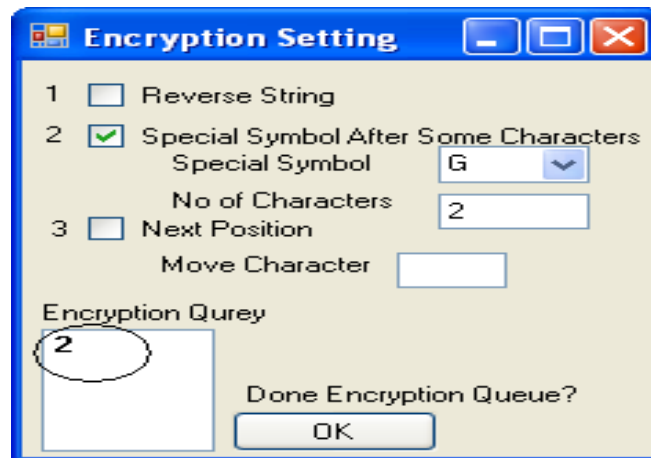 Encryption Setting
1 Reverse String
2 Special Symbol After Some Characters
Special Symbol G
No of Characters 2
3 Next Position
Move Character
Encryption Qurey
2
Done Encryption Queue?
OK